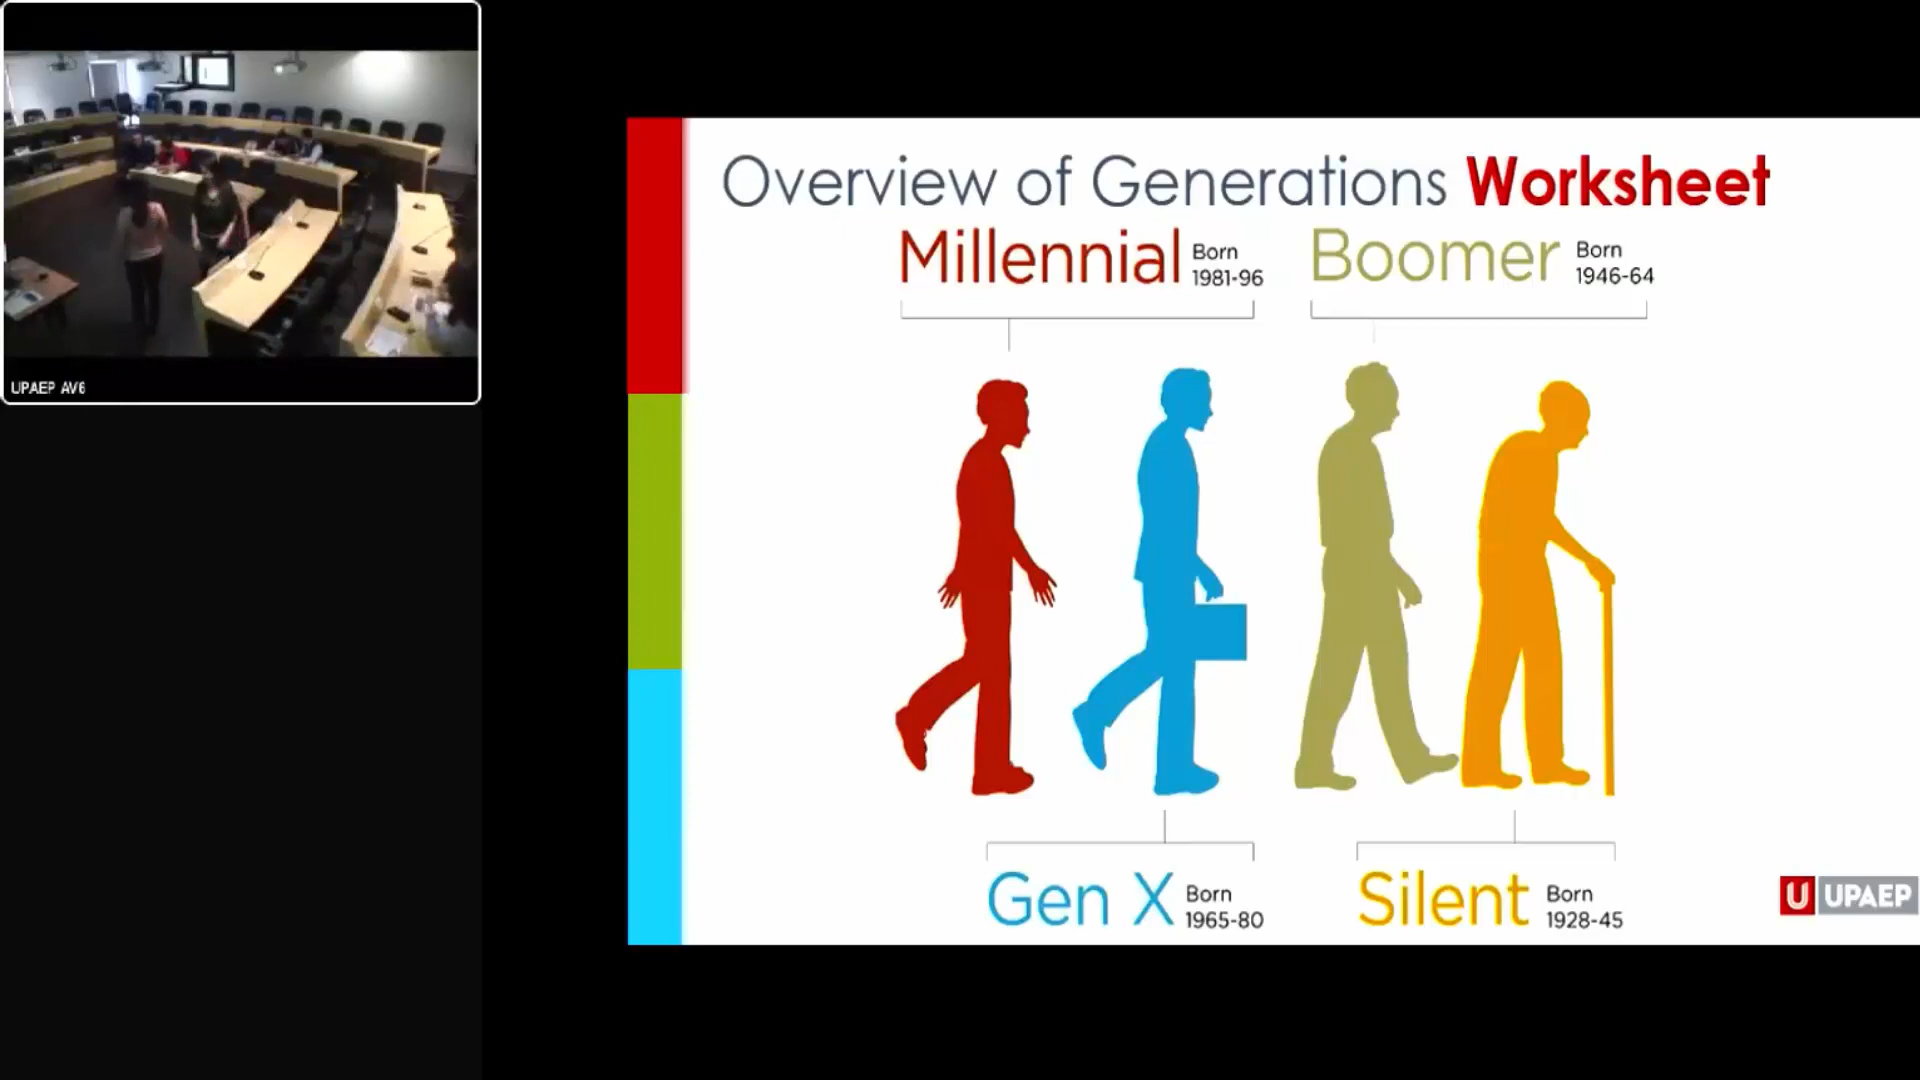 UPAEP AV6
Overview of Generations Worksheet
Millennial Born 1981-96
Boomer Born 1946-64
Gen X Born 1965-80
Silent Born 1928-45
U UPAEP